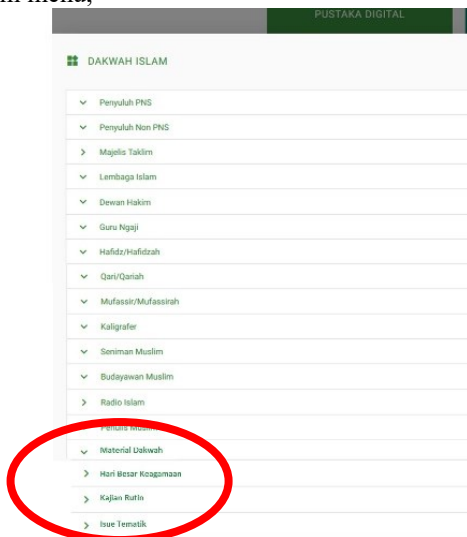 PUSTAKA DIGITAL
DAKWAH ISLAM
Penyuluh PNS
Penyuluh Non PNS
Majelis Taklim
Lembaga Islam
Dewan Hakim
Guru Ngaji
Hafidz/Hafidzah
Qari/Qariah
Mufassir/Mufassirah
Kaligrafer
Seniman Muslim
Budayawan Muslim
Radio Islam
Material Dakwah
Hari Besar Keagamaan
Kajian Rutin
Isue Tematik